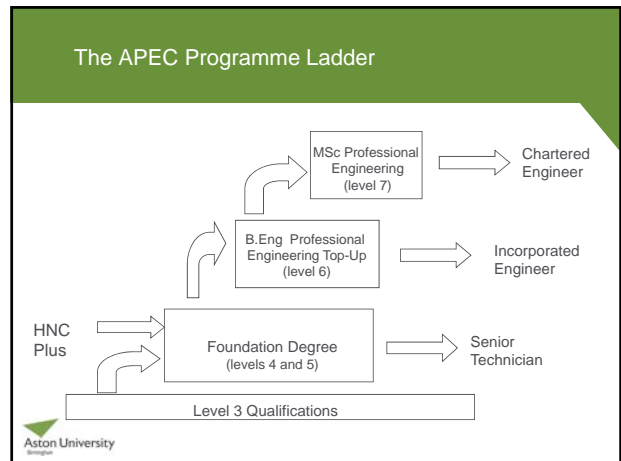 The APEC Programme Ladder
MSc Professional
Engineering
(level 7)
Chartered
Engineer
B.Eng Professional
Engineering Top-Up
(level 6)
Incorporated
Engineer
HNC
Plus
Foundation Degree
(levels 4 and 5)
Senior
Technician
Level 3 Qualifications
Aston University
Birmingham